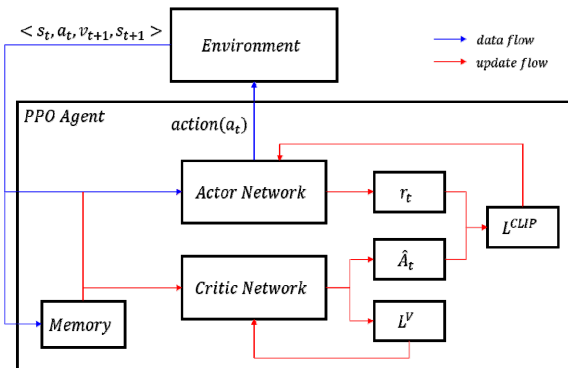 < s_t, a_t, v_{t+1}, s_{t+1} >
Environment
data flow
update flow
PPO Agent
action(a_t)
Actor Network
r_t
L^{CLIP}
Critic Network
Â_t
Memory
L^V